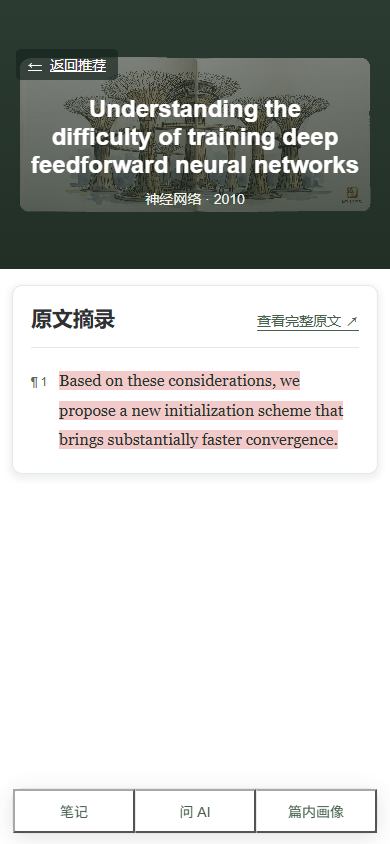 ← 返回推荐
Understanding the
difficulty of training deep
feedforward neural networks
神经网络 · 2010
原文摘录
查看完整原文 ↗
¶ 1 Based on these considerations, we
propose a new initialization scheme that
brings substantially faster convergence.
笔记
问 AI
篇内画像